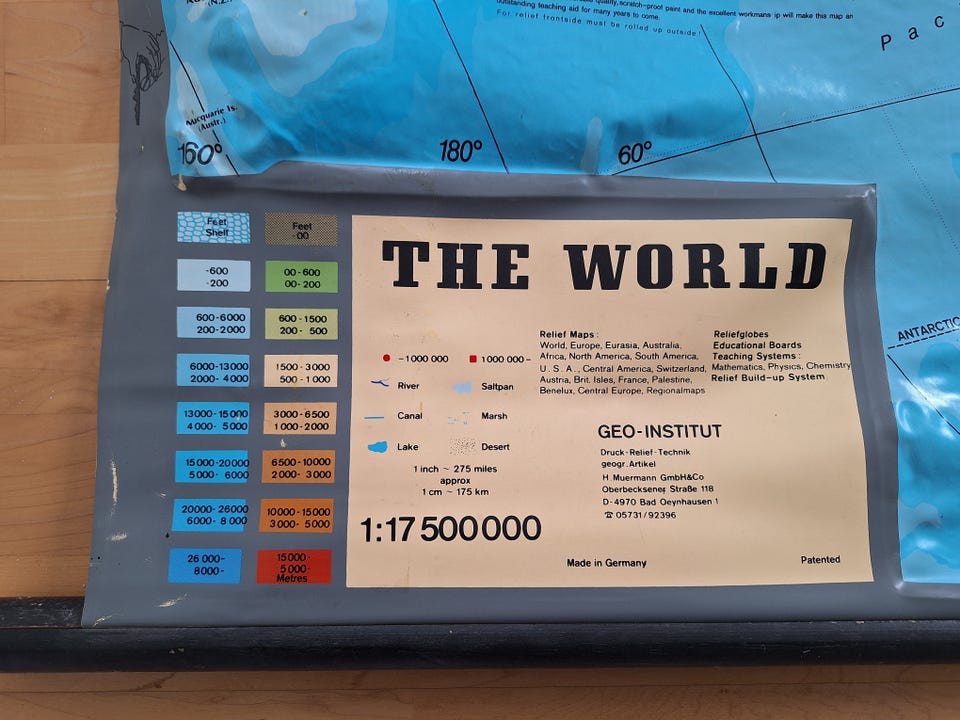 (N.Z.)
quality, scratch-proof paint and the excellent workmans ip will make this map an
outstanding teaching aid for many years to come.
For relief frontside must be rolled up outside!
Pac
Macquarie Is.
(Austr.)
160° 180° 60°
ANTARCTIC
Feet
Shelf
Feet
-00
-600
-200
00-600
00-200
600-6000
200-2000
600-1500
200- 500
6000-13000
2000- 4000
1500-3000
500-1000
13000-15000
4000- 5000
3000-6500
1000-2000
15000-20000
5000- 6000
6500-10000
2000- 3000
20000-26000
6000- 8000
10000-15000
3000- 5000
26000-
8000-
15000-
5000-
Metres
THE WORLD
-1000000 1000000-
River Saltpan
Canal Marsh
Lake Desert
1 inch ~ 275 miles
approx
1 cm ~ 175 km
1:17 500 000
Relief Maps:
World, Europe, Eurasia, Australia,
Africa, North America, South America,
U.S.A., Central America, Switzerland,
Austria, Brit. Isles, France, Palestine,
Benelux, Central Europe, Regionalmaps
Reliefglobes
Educational Boards
Teaching Systems:
Mathematics, Physics, Chemistry
Relief Build-up System
GEO-INSTITUT
Druck-Relief-Technik
geogr. Artikel
H. Muermann GmbH&Co
Oberbecksener Straße 118
D-4970 Bad Oeynhausen 1
☎ 05731/92396
Made in Germany
Patented